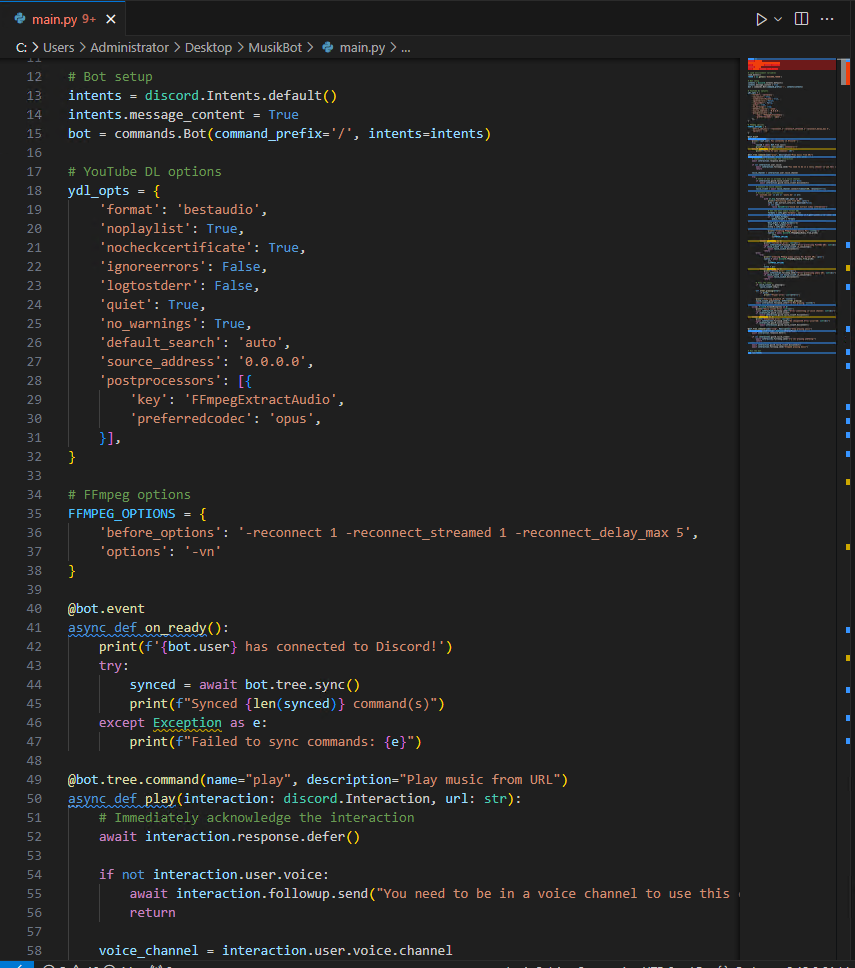 main.py 9+
C: > Users > Administrator > Desktop > MusikBot > main.py > ...
11
12 # Bot setup
13 intents = discord.Intents.default()
14 intents.message_content = True
15 bot = commands.Bot(command_prefix='/', intents=intents)
16
17 # YouTube DL options
18 ydl_opts = {
19     'format': 'bestaudio',
20     'noplaylist': True,
21     'nocheckcertificate': True,
22     'ignoreerrors': False,
23     'logtostderr': False,
24     'quiet': True,
25     'no_warnings': True,
26     'default_search': 'auto',
27     'source_address': '0.0.0.0',
28     'postprocessors': [{
29         'key': 'FFmpegExtractAudio',
30         'preferredcodec': 'opus',
31     }],
32 }
33
34 # FFmpeg options
35 FFMPEG_OPTIONS = {
36     'before_options': '-reconnect 1 -reconnect_streamed 1 -reconnect_delay_max 5',
37     'options': '-vn'
38 }
39
40 @bot.event
41 async def on_ready():
42     print(f'{bot.user} has connected to Discord!')
43     try:
44         synced = await bot.tree.sync()
45         print(f"Synced {len(synced)} command(s)")
46     except Exception as e:
47         print(f"Failed to sync commands: {e}")
48
49 @bot.tree.command(name="play", description="Play music from URL")
50 async def play(interaction: discord.Interaction, url: str):
51     # Immediately acknowledge the interaction
52     await interaction.response.defer()
53
54     if not interaction.user.voice:
55         await interaction.followup.send("You need to be in a voice channel to use this
56         return
57
58     voice_channel = interaction.user.voice.channel